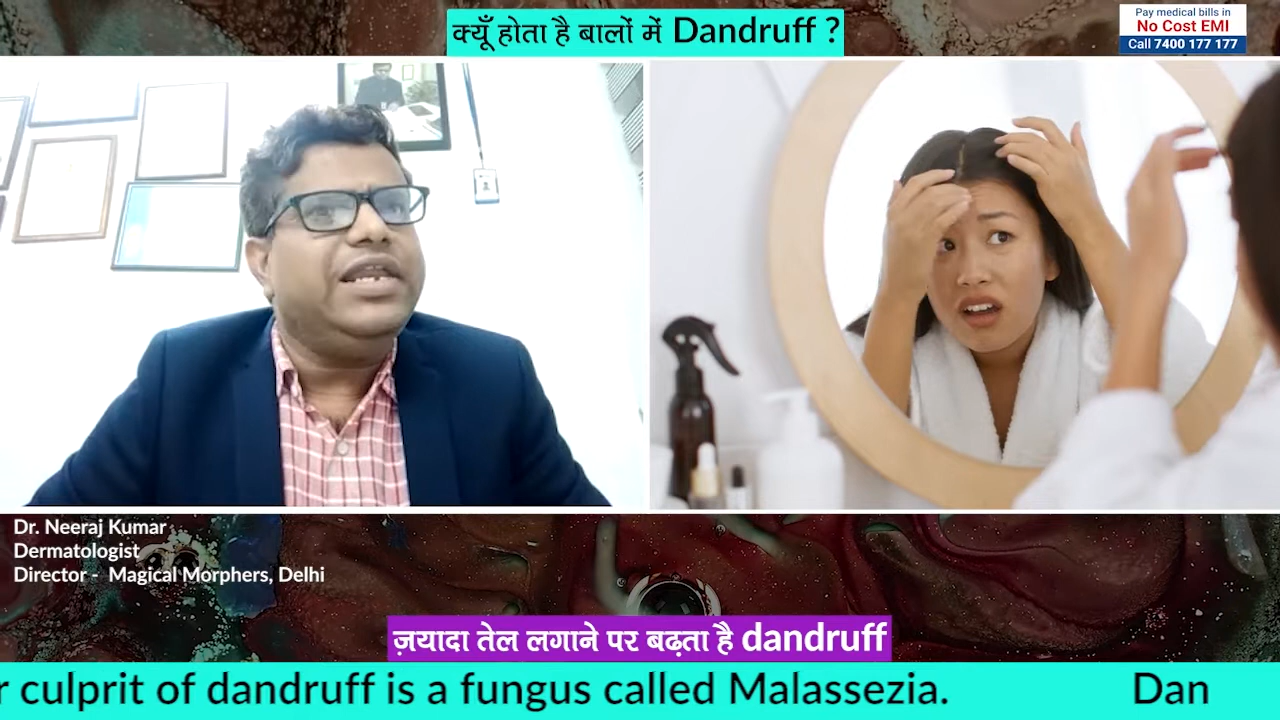 क्यूँ होता है बालों में Dandruff ?
Pay medical bills in
No Cost EMI
Call 7400 177 177
Dr. Neeraj Kumar
Dermatologist
Director - Magical Morphers, Delhi
ज़यादा तेल लगाने पर बढ़ता है dandruff
r culprit of dandruff is a fungus called Malassezia. Dan